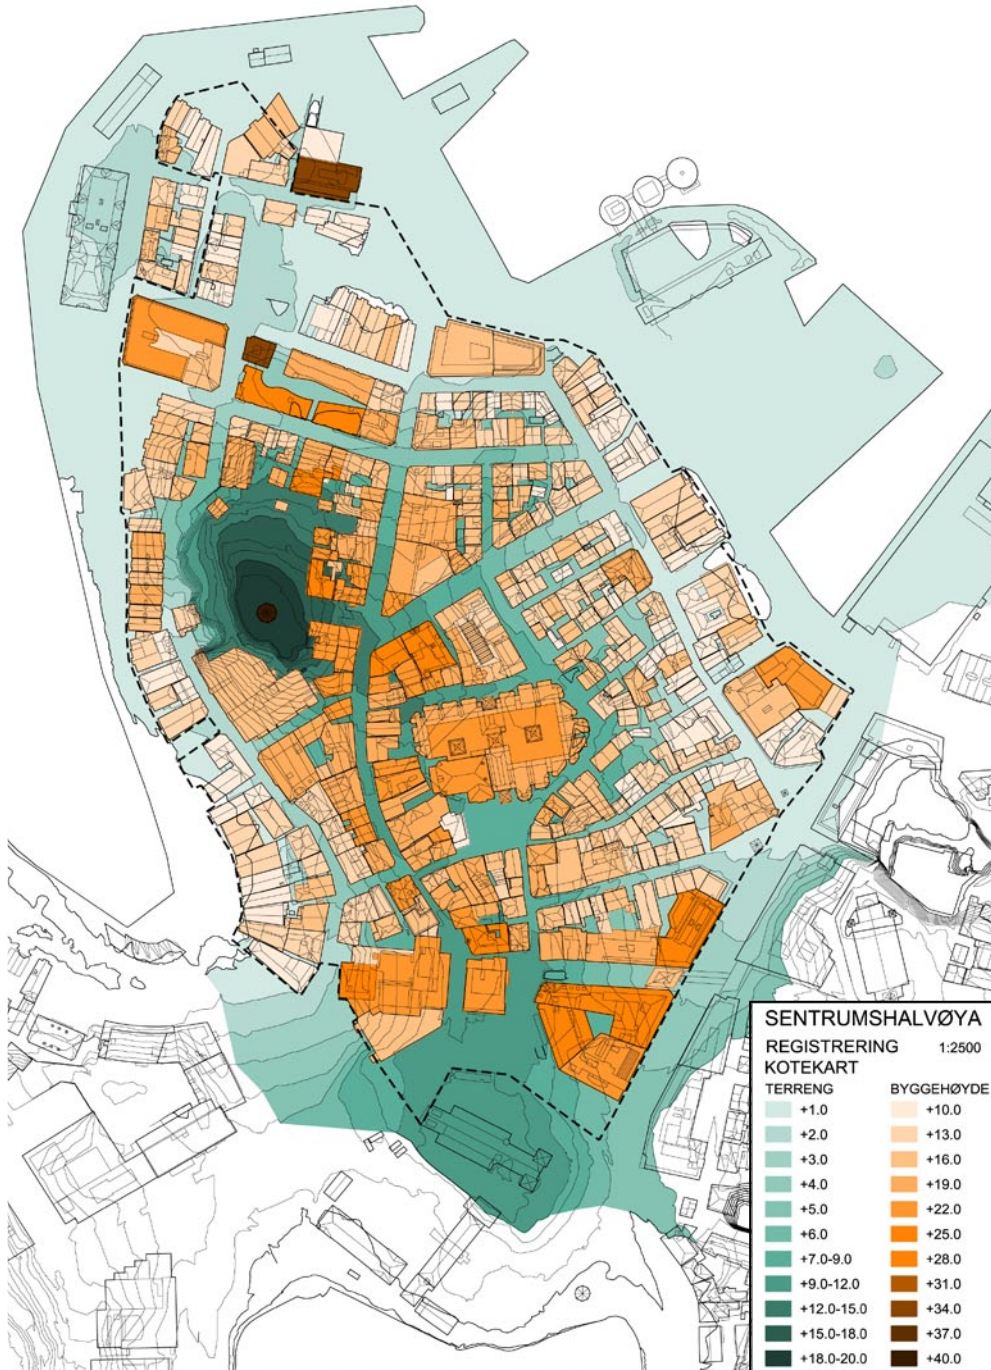 SENTRUMSHALVØYA
REGISTRERING 1:2500
KOTEKART
TERRENG BYGGEHØYDE
+1.0 +10.0
+2.0 +13.0
+3.0 +16.0
+4.0 +19.0
+5.0 +22.0
+6.0 +25.0
+7.0-9.0 +28.0
+9.0-12.0 +31.0
+12.0-15.0 +34.0
+15.0-18.0 +37.0
+18.0-20.0 +40.0